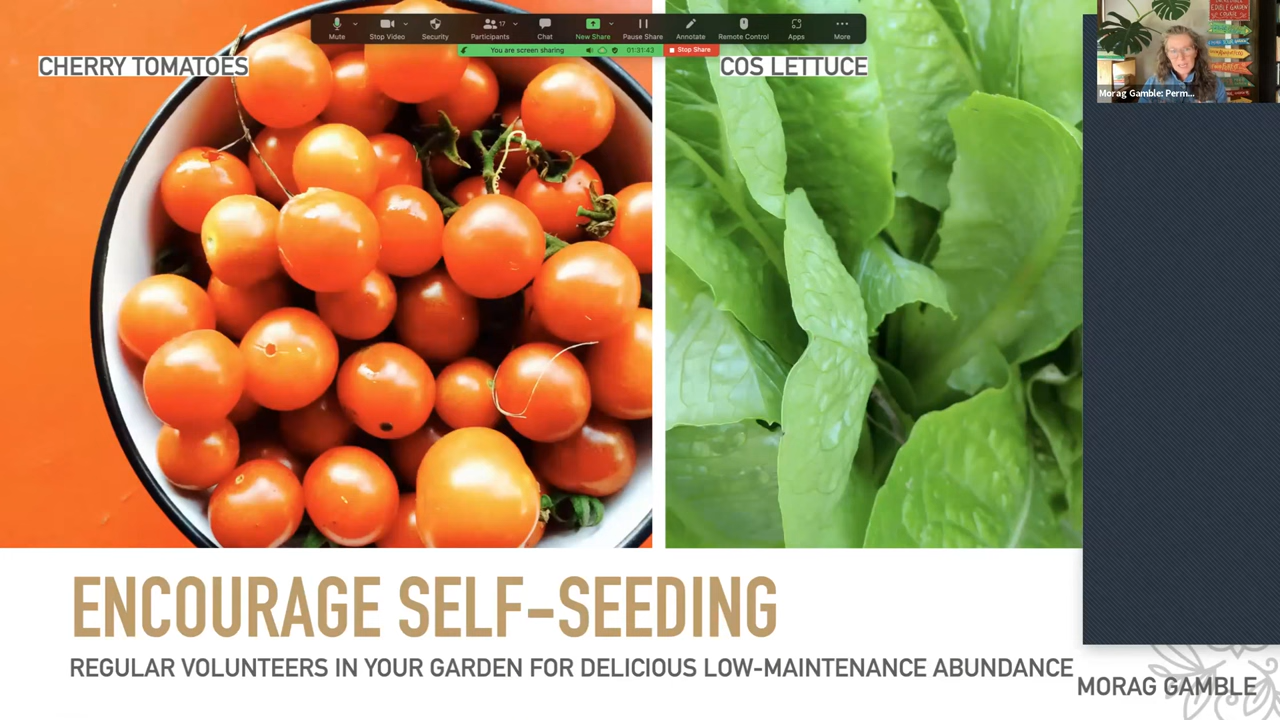 Mute
Stop Video
Security
Participants
17
Chat
New Share
Pause Share
Annotate
Remote Control
Apps
More
You are screen sharing
01:31:43
Stop Share
CHERRY TOMATOES
COS LETTUCE
Morag Gamble: Perm...
ENCOURAGE SELF-SEEDING
REGULAR VOLUNTEERS IN YOUR GARDEN FOR DELICIOUS LOW-MAINTENANCE ABUNDANCE
MORAG GAMBLE